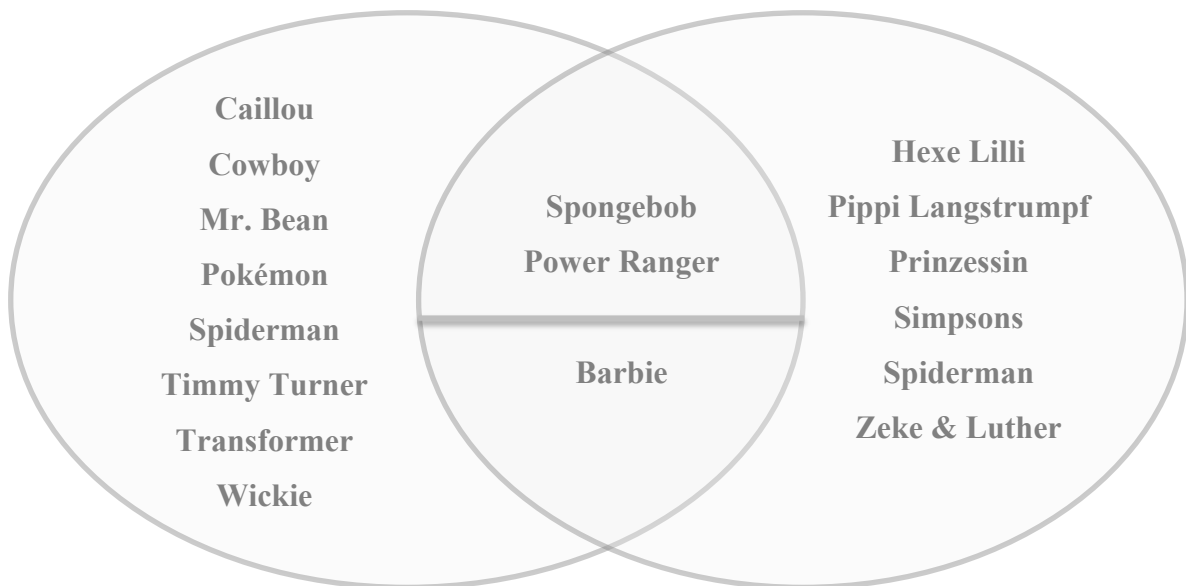 Caillou
Cowboy
Mr. Bean
Pokémon
Spiderman
Timmy Turner
Transformer
Wickie
Spongebob
Power Ranger
Barbie
Hexe Lilli
Pippi Langstrumpf
Prinzessin
Simpsons
Spiderman
Zeke & Luther